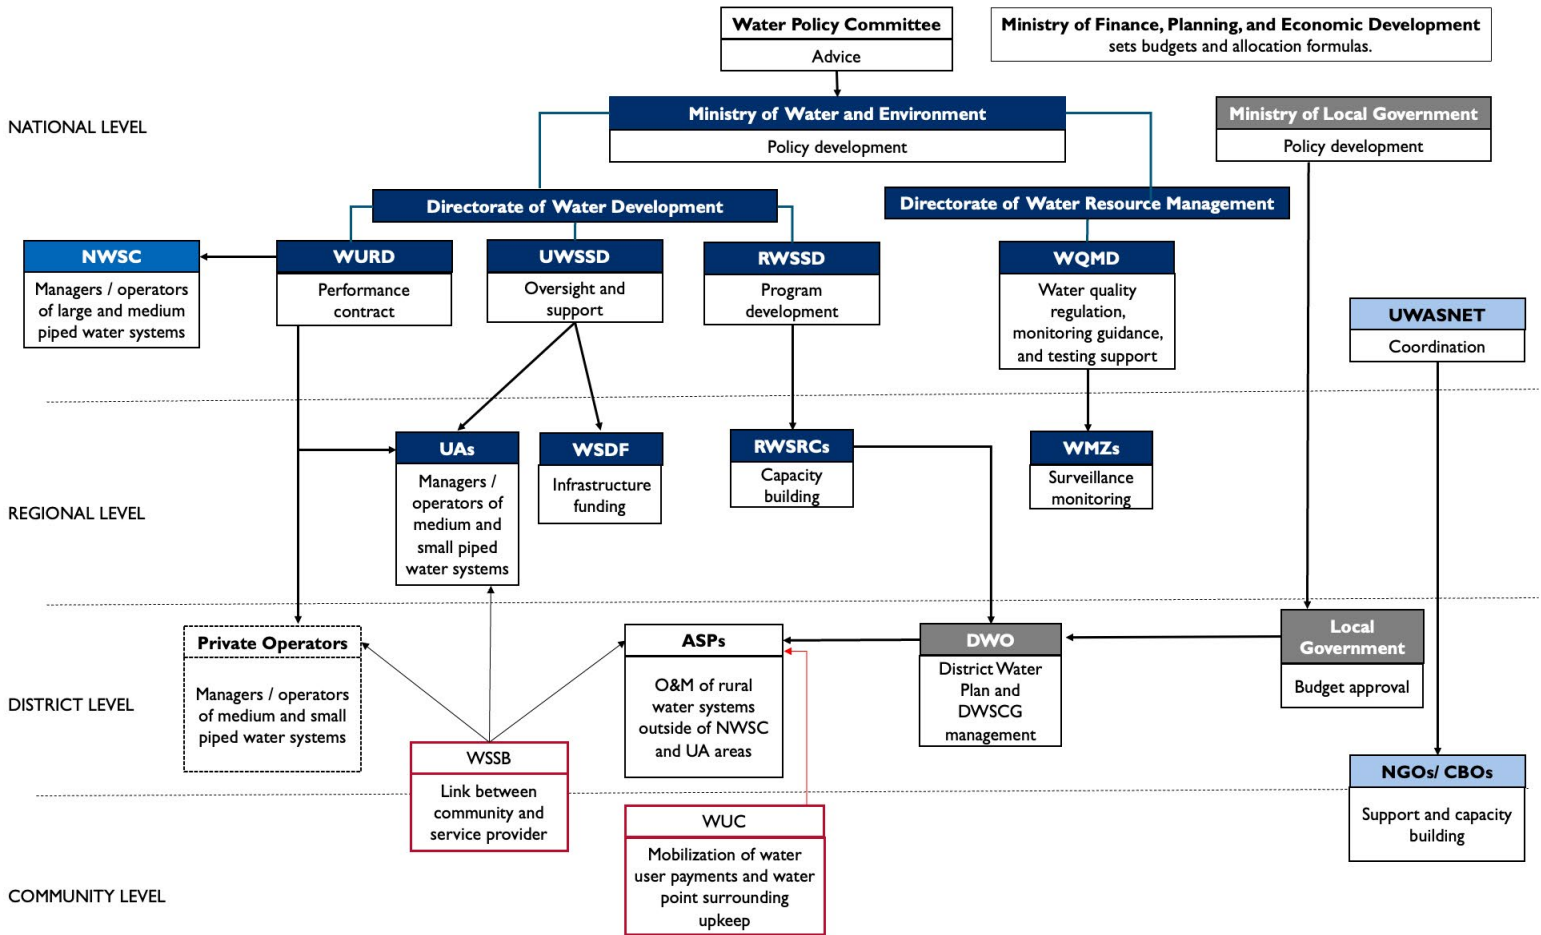 Water Policy Committee
Advice
Ministry of Finance, Planning, and Economic Development
sets budgets and allocation formulas.
NATIONAL LEVEL
Ministry of Water and Environment
Policy development
Ministry of Local Government
Policy development
Directorate of Water Development
Directorate of Water Resource Management
NWSC
Managers / operators
of large and medium
piped water systems
WURD
Performance
contract
UWSSD
Oversight and
support
RWSSD
Program
development
WQMD
Water quality
regulation,
monitoring guidance,
and testing support
UWASNET
Coordination
REGIONAL LEVEL
UAs
Managers /
operators of
medium and
small piped
water systems
WSDF
Infrastructure
funding
RWSRCs
Capacity
building
WMZs
Surveillance
monitoring
DISTRICT LEVEL
Private Operators
Managers / operators
of medium and small
piped water systems
ASPs
O&M of rural
water systems
outside of NWSC
and UA areas
DWO
District Water
Plan and
DWSCG
management
Local
Government
Budget approval
WSSB
Link between
community and
service provider
NGOs/ CBOs
Support and capacity
building
COMMUNITY LEVEL
WUC
Mobilization of water
user payments and water
point surrounding
upkeep